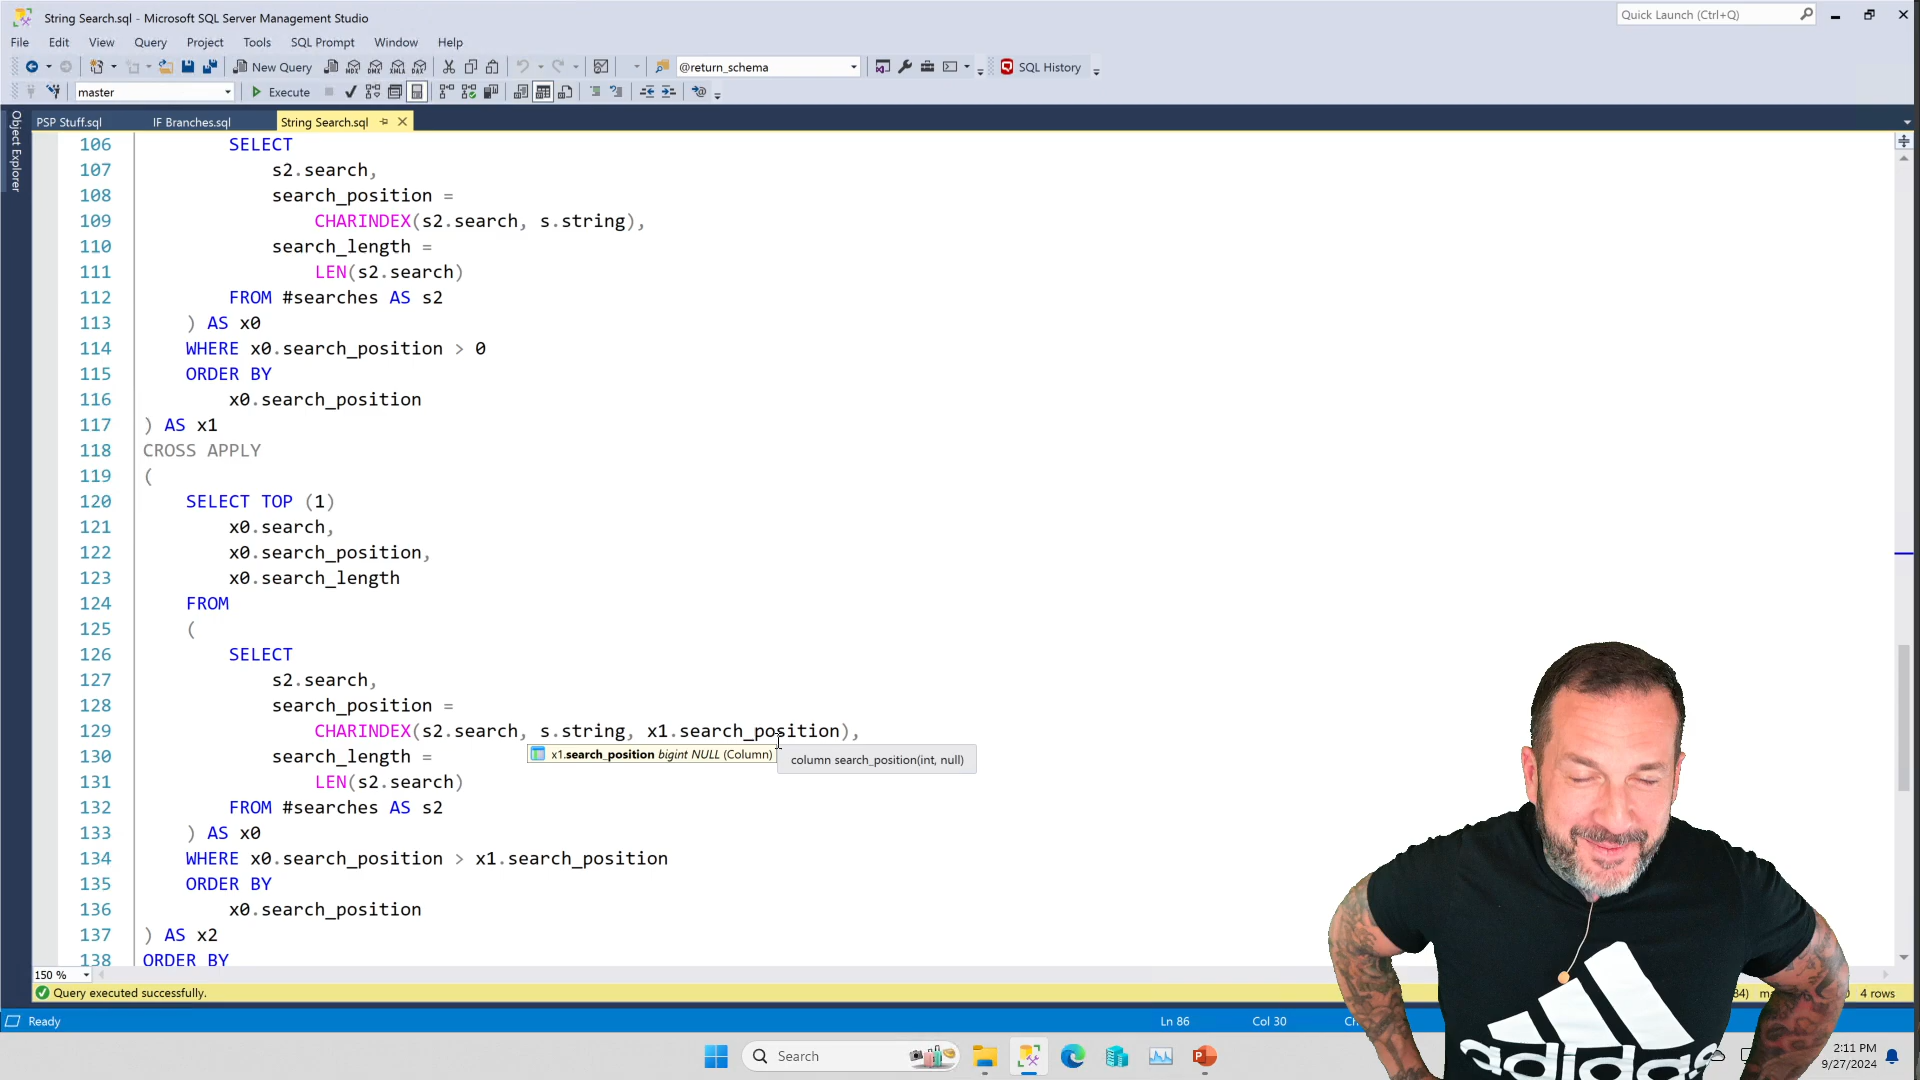 String Search.sql - Microsoft SQL Server Management Studio
Quick Launch (Ctrl+Q)
File Edit View Query Project Tools SQL Prompt Window Help
New Query
@return_schema
SQL History
master
Execute
Object Explorer
PSP Stuff.sql
IF Branches.sql
String Search.sql
106 SELECT
107 s2.search,
108 search_position =
109 CHARINDEX(s2.search, s.string),
110 search_length =
111 LEN(s2.search)
112 FROM #searches AS s2
113 ) AS x0
114 WHERE x0.search_position > 0
115 ORDER BY
116 x0.search_position
117 ) AS x1
118 CROSS APPLY
119 (
120 SELECT TOP (1)
121 x0.search,
122 x0.search_position,
123 x0.search_length
124 FROM
125 (
126 SELECT
127 s2.search,
128 search_position =
129 CHARINDEX(s2.search, s.string, x1.search_position),
x1.search_position bigint NULL (Column)
column search_position(int, null)
130 search_length =
131 LEN(s2.search)
132 FROM #searches AS s2
133 ) AS x0
134 WHERE x0.search_position > x1.search_position
135 ORDER BY
136 x0.search_position
137 ) AS x2
138 ORDER BY
150 %
Query executed successfully.
4 rows
Ready
Ln 86
Col 30
adidas
Search
2:11 PM
9/27/2024